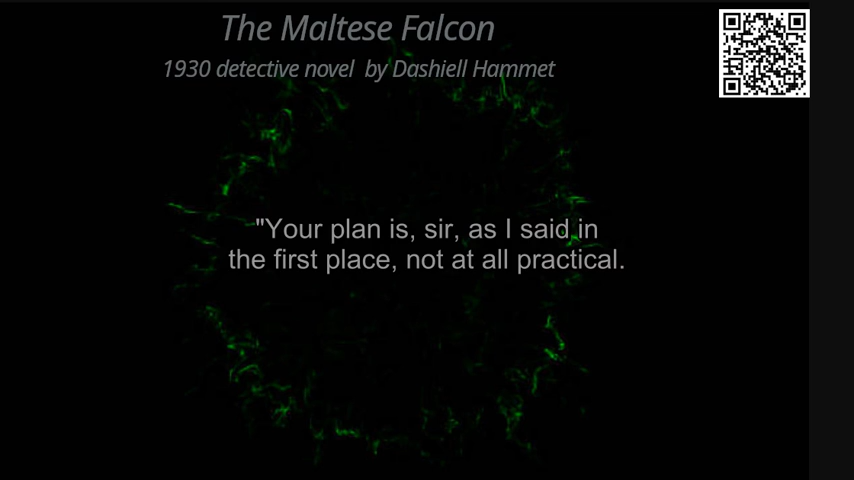 The Maltese Falcon
1930 detective novel by Dashiell Hammet
"Your plan is, sir, as I said in
the first place, not at all practical.